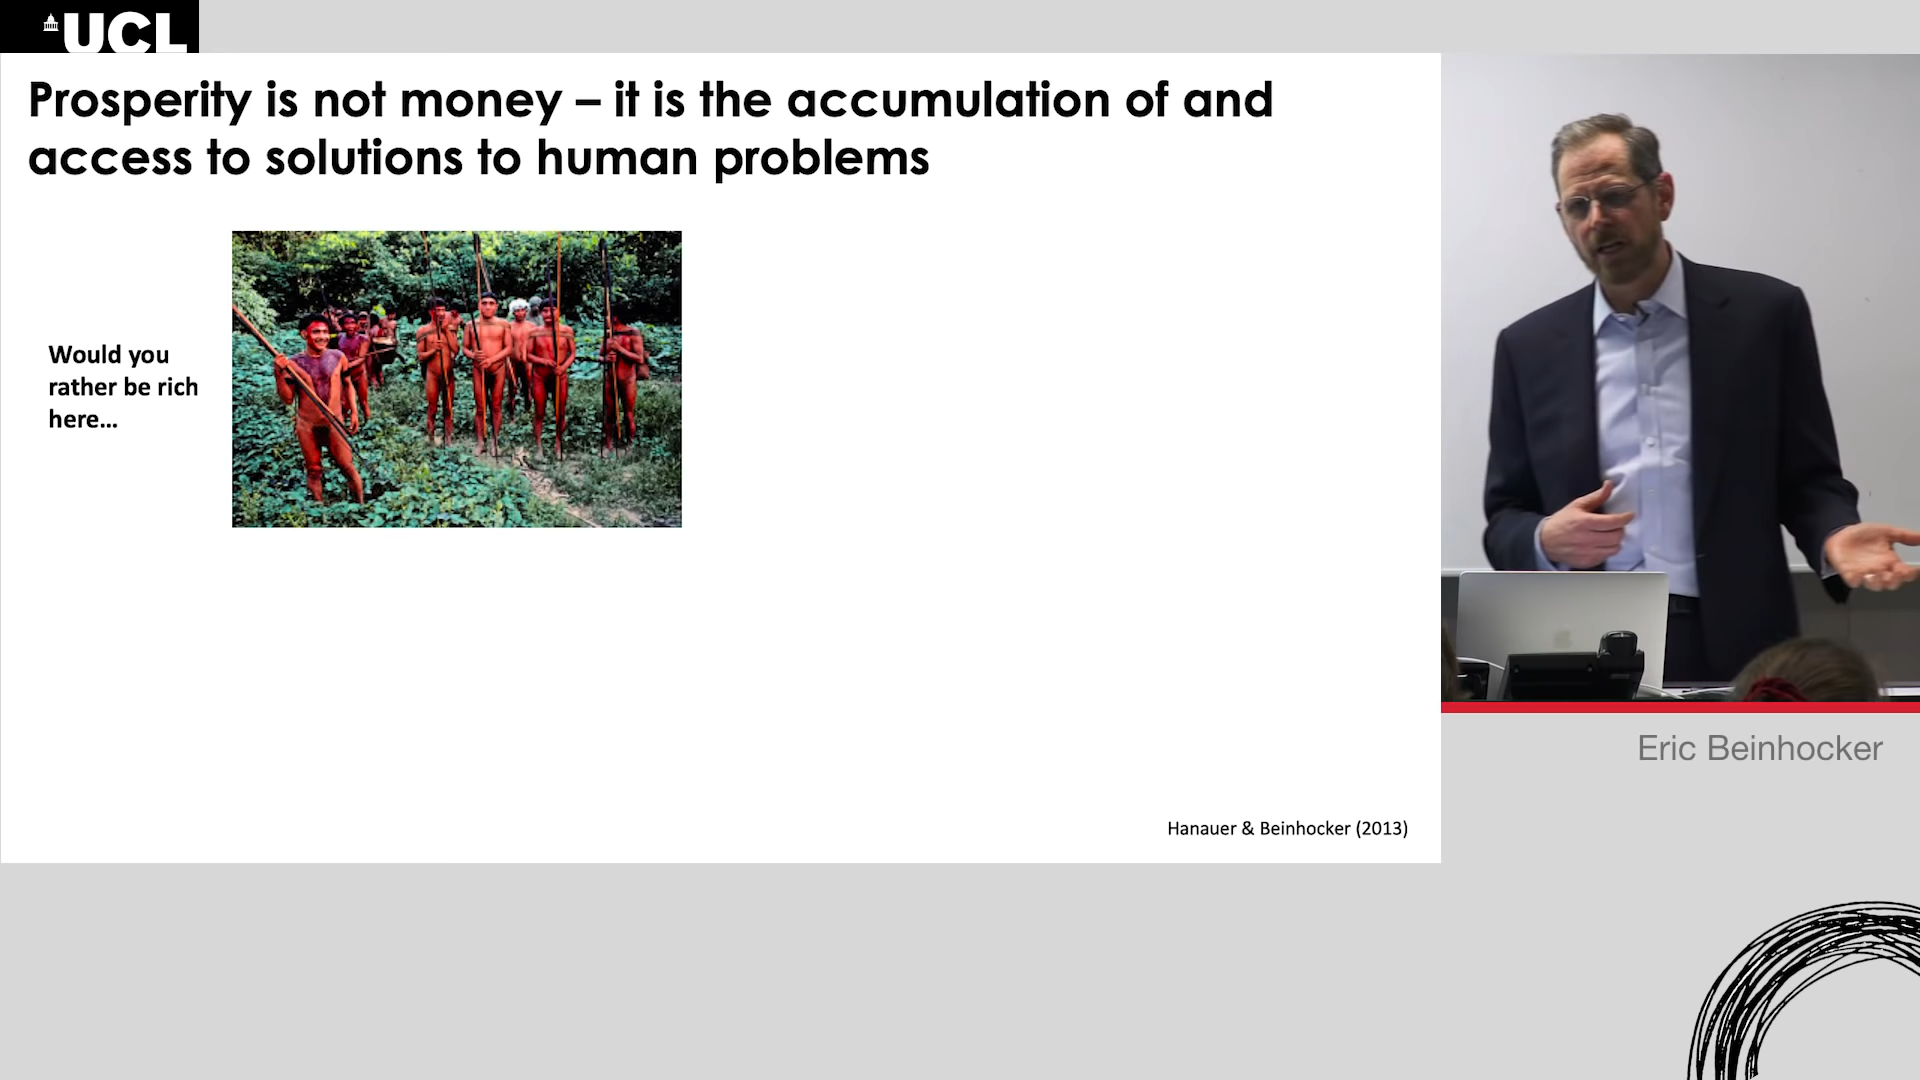 UCL
Prosperity is not money – it is the accumulation of and
access to solutions to human problems
Would you
rather be rich
here...
Hanauer & Beinhocker (2013)
Eric Beinhocker